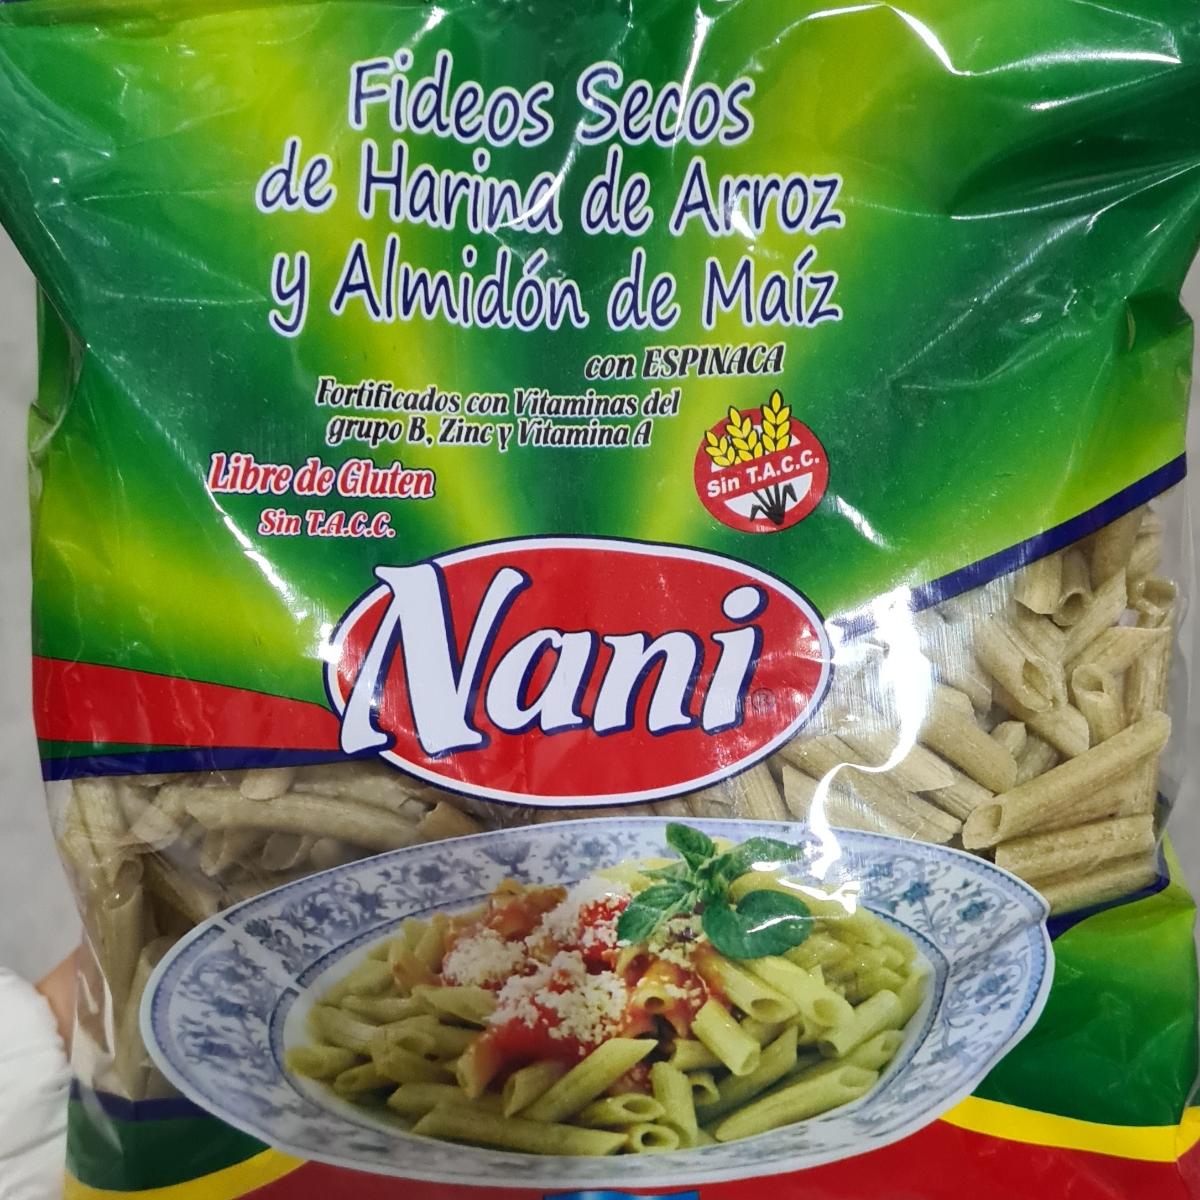 Fideos Secos
de Harina de Arroz
y Almidón de Maíz
con ESPINACA
Fortificados con Vitaminas del
grupo B, Zinc y Vitamina A
Libre de Gluten
Sin T.A.C.C.
Sin T.A.C.C.
Nani®